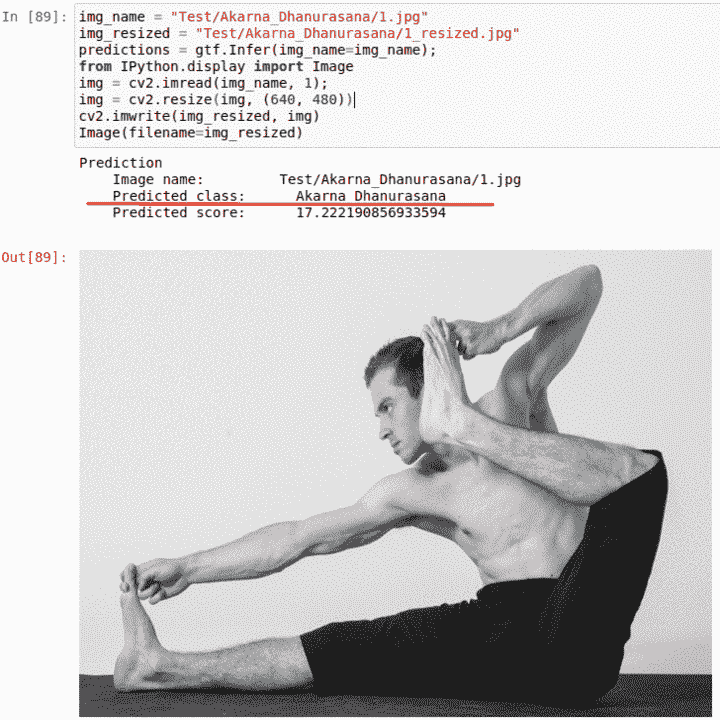 In [89]: img_name = "Test/Akarna_Dhanurasana/1.jpg"
img_resized = "Test/Akarna_Dhanurasana/1_resized.jpg"
predictions = gtf.Infer(img_name=img_name);
from IPython.display import Image
img = cv2.imread(img_name, 1);
img = cv2.resize(img, (640, 480))
cv2.imwrite(img_resized, img)
Image(filename=img_resized)
Prediction
Image name: Test/Akarna_Dhanurasana/1.jpg
Predicted class: Akarna_Dhanurasana
Predicted score: 17.222190856933594
Out[89]: